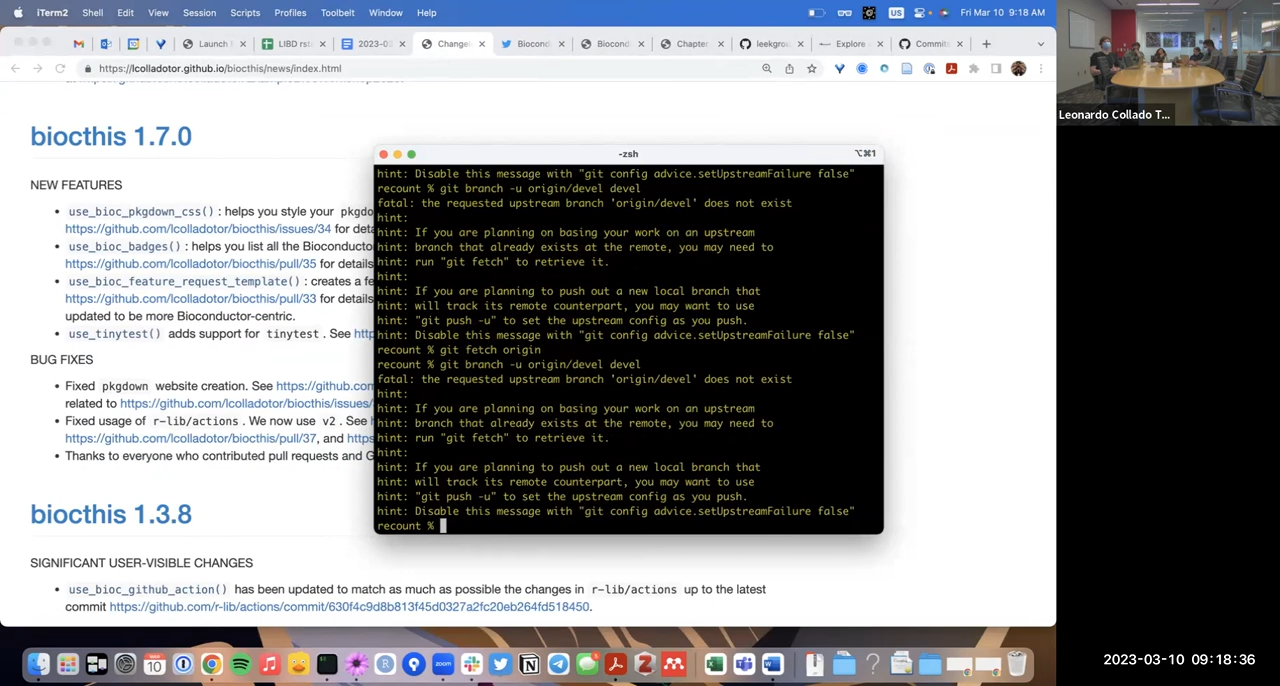 iTerm2 Shell Edit View Session Scripts Profiles Toolbelt Window Help US Fri Mar 10 9:18 AM
Launch LIBD rst 2023-03 Change Biocond Biocond Chapter leekgrou Explore Commits
https://lcolladotor.github.io/biocthis/news/index.html
biocthis 1.7.0
NEW FEATURES
use_bioc_pkgdown_css() : helps you style your pkgdo
https://github.com/lcolladotor/biocthis/issues/34 for deta
use_bioc_badges() : helps you list all the Bioconductor
https://github.com/lcolladotor/biocthis/pull/35 for details
use_bioc_feature_request_template() : creates a fe
https://github.com/lcolladotor/biocthis/pull/33 for details
updated to be more Bioconductor-centric.
use_tinytest() adds support for tinytest . See http
BUG FIXES
Fixed pkgdown website creation. See https://github.com
related to https://github.com/lcolladotor/biocthis/issues/
Fixed usage of r-lib/actions . We now use v2 . See h
https://github.com/lcolladotor/biocthis/pull/37, and https
Thanks to everyone who contributed pull requests and G
biocthis 1.3.8
SIGNIFICANT USER-VISIBLE CHANGES
use_bioc_github_action() has been updated to match as much as possible the changes in r-lib/actions up to the latest
commit https://github.com/r-lib/actions/commit/630f4c9d8b813f45d0327a2fc20eb264fd518450.
-zsh ⌥⌘1
hint: Disable this message with "git config advice.setUpstreamFailure false"
recount % git branch -u origin/devel devel
fatal: the requested upstream branch 'origin/devel' does not exist
hint:
hint: If you are planning on basing your work on an upstream
hint: branch that already exists at the remote, you may need to
hint: run "git fetch" to retrieve it.
hint:
hint: If you are planning to push out a new local branch that
hint: will track its remote counterpart, you may want to use
hint: "git push -u" to set the upstream config as you push.
hint: Disable this message with "git config advice.setUpstreamFailure false"
recount % git fetch origin
recount % git branch -u origin/devel devel
fatal: the requested upstream branch 'origin/devel' does not exist
hint:
hint: If you are planning on basing your work on an upstream
hint: branch that already exists at the remote, you may need to
hint: run "git fetch" to retrieve it.
hint:
hint: If you are planning to push out a new local branch that
hint: will track its remote counterpart, you may want to use
hint: "git push -u" to set the upstream config as you push.
hint: Disable this message with "git config advice.setUpstreamFailure false"
recount %
Leonardo Collado T...
2023-03-10 09:18:36